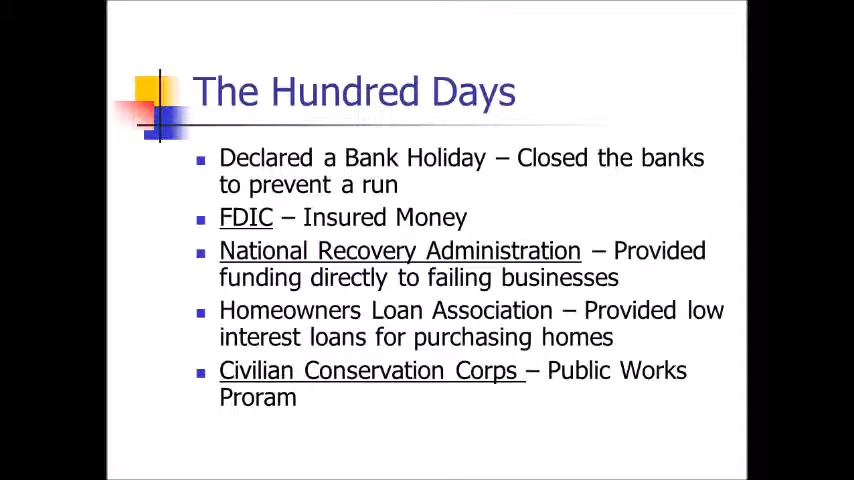 The Hundred Days
Declared a Bank Holiday – Closed the banks
to prevent a run
FDIC – Insured Money
National Recovery Administration – Provided
funding directly to failing businesses
Homeowners Loan Association – Provided low
interest loans for purchasing homes
Civilian Conservation Corps – Public Works
Proram